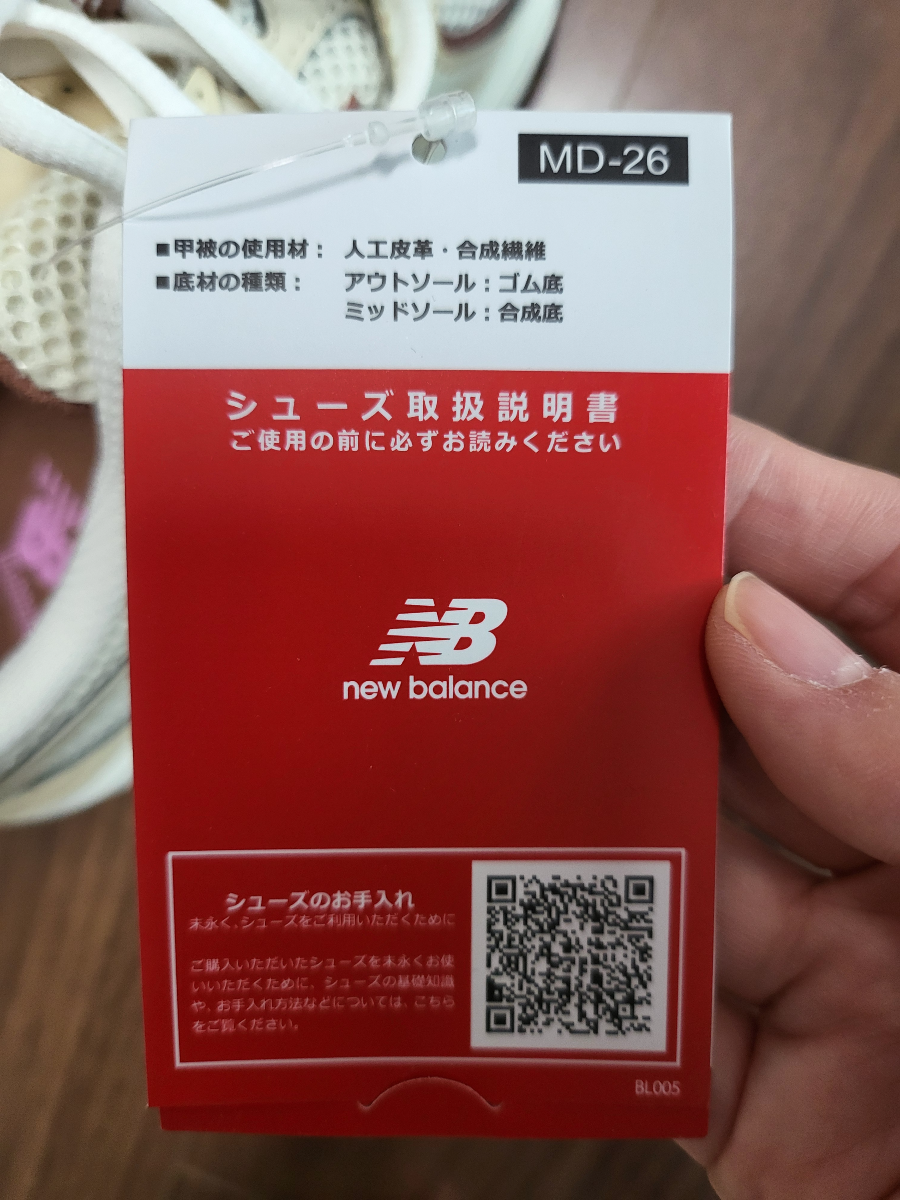 MD-26
■甲被の使用材： 人工皮革・合成繊維
■底材の種類： アウトソール：ゴム底
ミッドソール：合成底
シューズ取扱説明書
ご使用の前に必ずお読みください
NB
new balance
シューズのお手入れ
末永く、シューズをご利用いただくために
ご購入いただいたシューズを末永くお使
いいただくために、シューズの基礎知識
や、お手入れ方法などについては、こちら
をご覧ください。
BL005